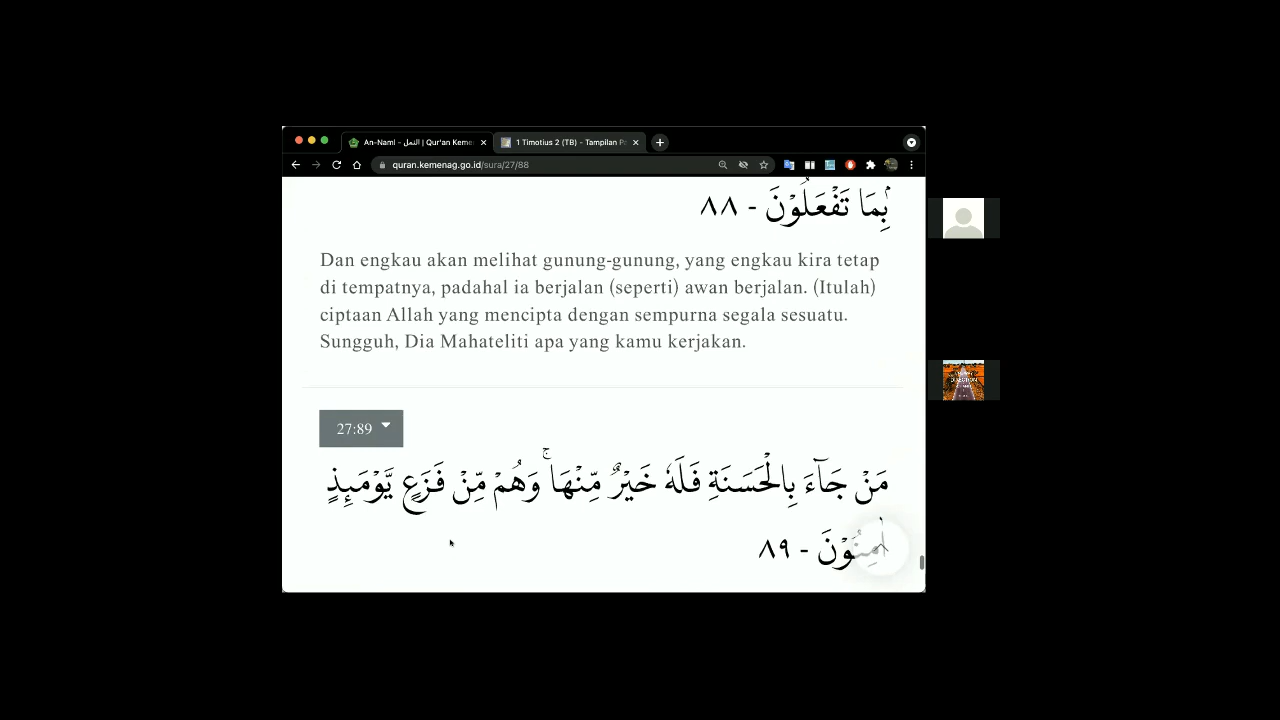 An-Naml - النمل | Qur'an Keme
1 Timotius 2 (TB) - Tampilan Pa
quran.kemenag.go.id/sura/27/88
بِمَا تَفْعَلُوْنَ - ٨٨
Dan engkau akan melihat gunung-gunung, yang engkau kira tetap
di tempatnya, padahal ia berjalan (seperti) awan berjalan. (Itulah)
ciptaan Allah yang mencipta dengan sempurna segala sesuatu.
Sungguh, Dia Mahateliti apa yang kamu kerjakan.
27:89
مَنْ جَاۤءَ بِالْحَسَنَةِ فَلَهٗ خَيْرٌ مِّنْهَاۚ وَهُمْ مِّنْ فَزَعٍ يَّوْمَىِٕذٍ
اٰمِنُوْنَ - ٨٩